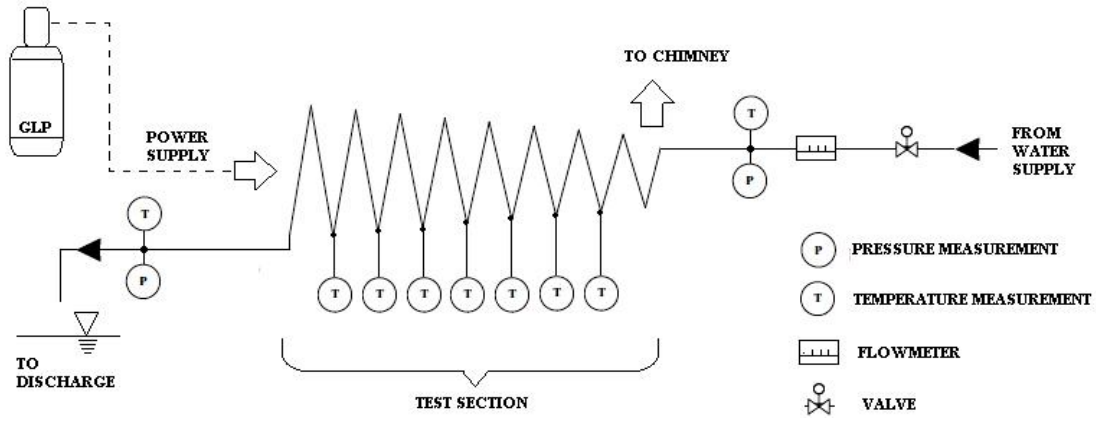 TO CHIMNEY
GLP
POWER
SUPPLY
T
FROM
WATER
SUPPLY
P
T
P
T T T T T T T
P PRESSURE MEASUREMENT
T TEMPERATURE MEASUREMENT
FLOWMETER
VALVE
TO
DISCHARGE
TEST SECTION